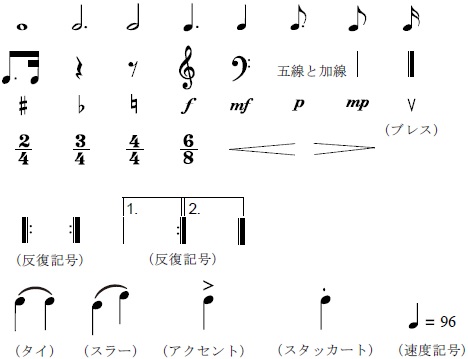 五線と加線
f mf p mp
(ブレス)
2/4 3/4 4/4 6/8
1. 2.
(反復記号) (反復記号)
= 96
(タイ) (スラー) (アクセント) (スタッカート) (速度記号)